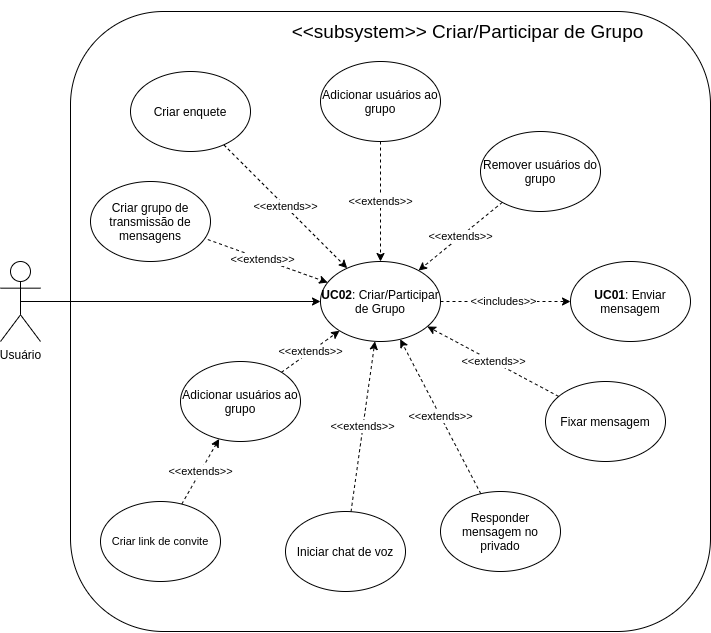 <<subsystem>> Criar/Participar de Grupo
Criar enquete
Adicionar usuários ao
grupo
Remover usuários do
grupo
Criar grupo de
transmissão de
mensagens
<<extends>>
<<extends>>
<<extends>>
<<extends>>
Usuário
UC02: Criar/Participar
de Grupo
<<includes>>
UC01: Enviar
mensagem
<<extends>>
<<extends>>
Adicionar usuários ao
grupo
Fixar mensagem
<<extends>>
<<extends>>
<<extends>>
Criar link de convite
Iniciar chat de voz
Responder
mensagem no
privado